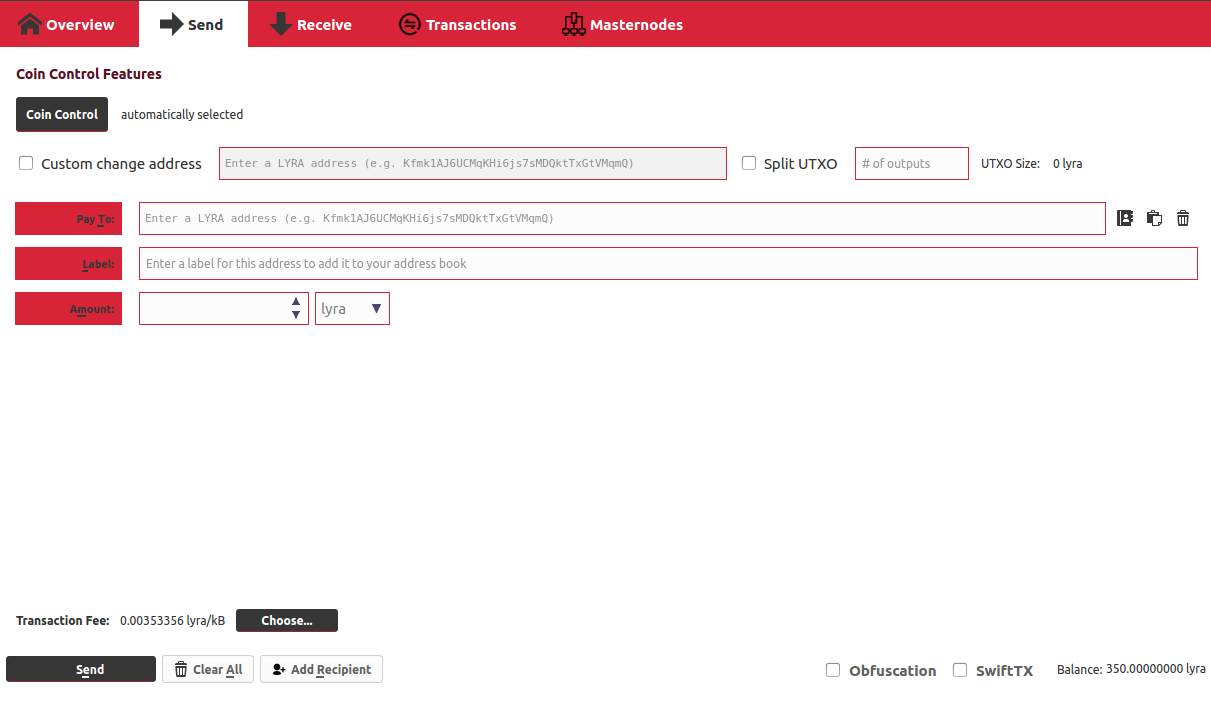 Overview Send Receive Transactions Masternodes
Coin Control Features
Coin Control automatically selected
Custom change address Enter a LYRA address (e.g. Kfmk1AJ6UCMqKHi6js7sMDQktTxGtVMqmQ) Split UTXO # of outputs UTXO Size: 0 lyra
Pay To: Enter a LYRA address (e.g. Kfmk1AJ6UCMqKHi6js7sMDQktTxGtVMqmQ)
Label: Enter a label for this address to add it to your address book
Amount: lyra
Transaction Fee: 0.00353356 lyra/kB Choose...
Send Clear All Add Recipient Obfuscation SwiftTX Balance: 350.00000000 lyra